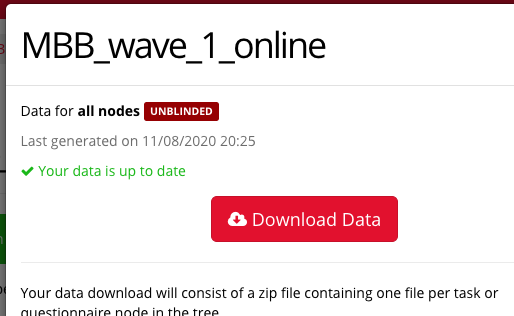 MBB_wave_1_online
Data for all nodes UNBLINDED
Last generated on 11/08/2020 20:25
Your data is up to date
Download Data
Your data download will consist of a zip file containing one file per task or
questionnaire node in the tree